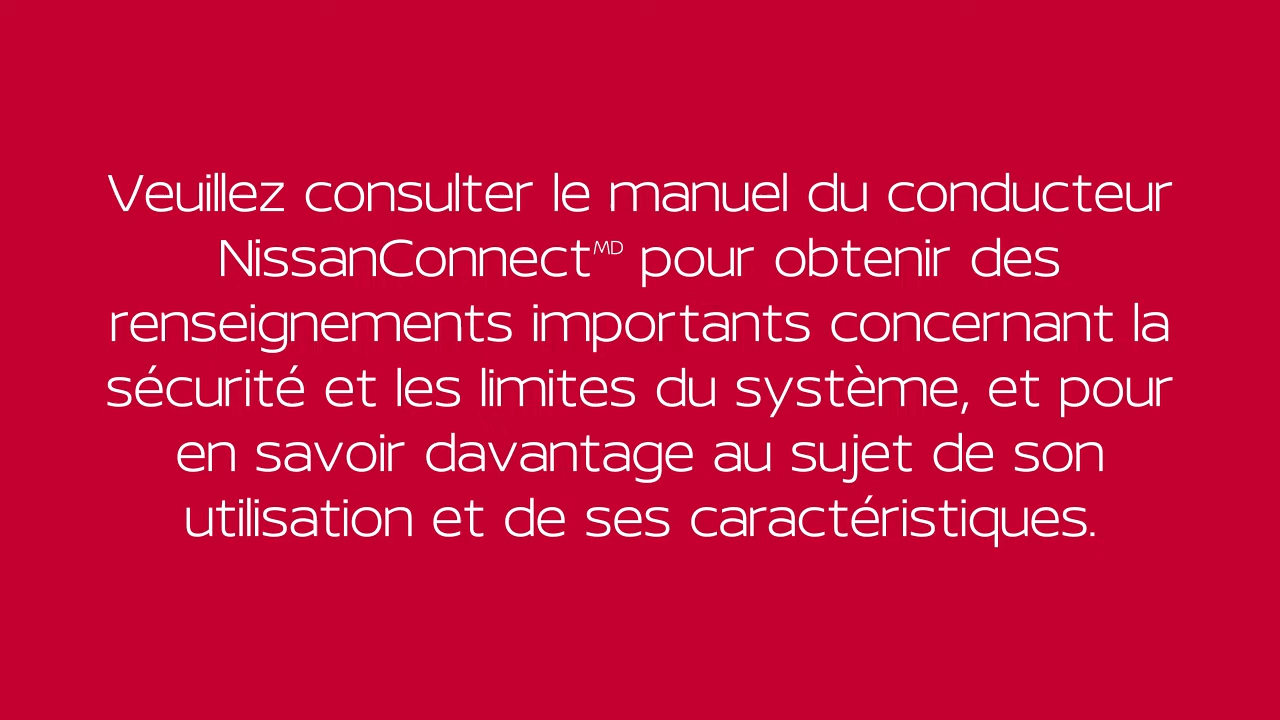 Veuillez consulter le manuel du conducteur
NissanConnectMD pour obtenir des
renseignements importants concernant la
sécurité et les limites du système, et pour
en savoir davantage au sujet de son
utilisation et de ses caractéristiques.